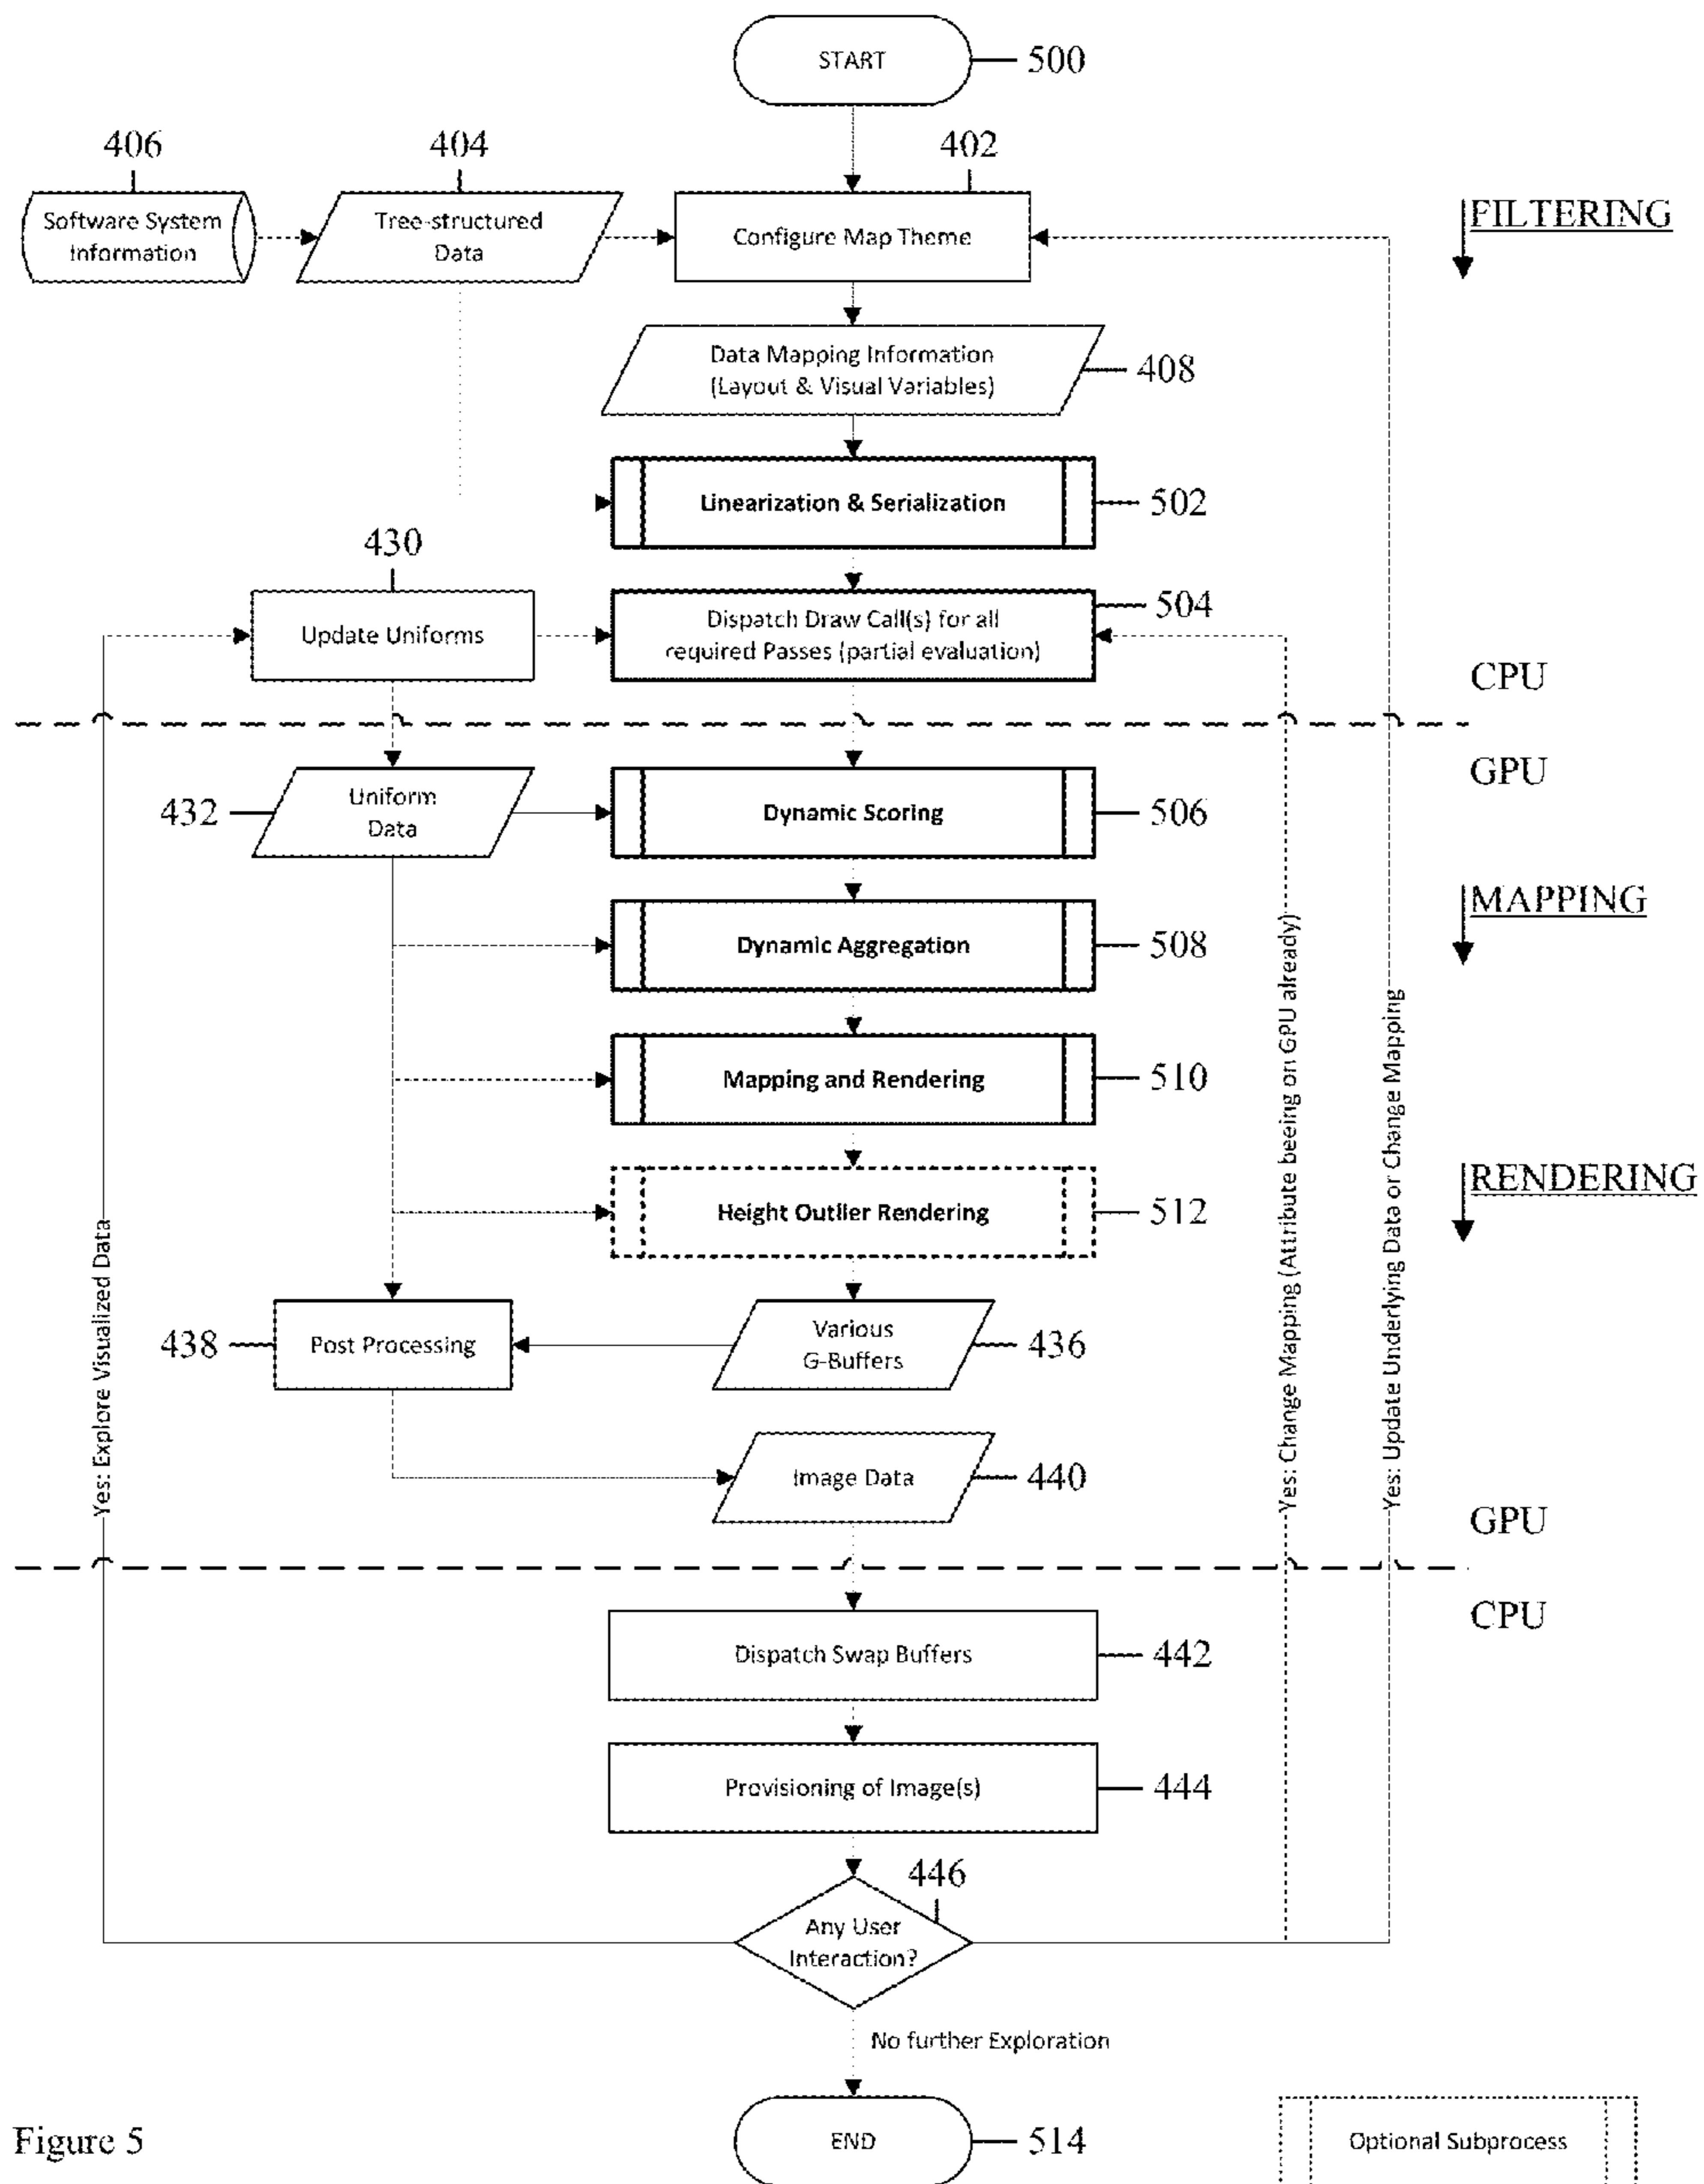 START
500
406
404
402
Software System
Information
Tree-structured
Data
Configure Map Theme
FILTERING
Data Mapping Information
(Layout & Visual Variables)
408
Linearization & Serialization
502
430
Update Uniforms
Dispatch Draw Call(s) for all
required Passes (partial evaluation)
504
CPU
GPU
432
Uniform
Data
Dynamic Scoring
506
MAPPING
Dynamic Aggregation
508
Mapping and Rendering
510
RENDERING
Height Outlier Rendering
512
Yes: Explore Visualized Data
Yes: Change Mapping (Attribute beeing on GPU already)
Yes: Update Underlying Data or Change Mapping
438
Post Processing
Various
G-Buffers
436
Image Data
440
GPU
CPU
Dispatch Swap Buffers
442
Provisioning of Image(s)
444
446
Any User
Interaction?
No further Exploration
Figure 5
END
514
Optional Subprocess